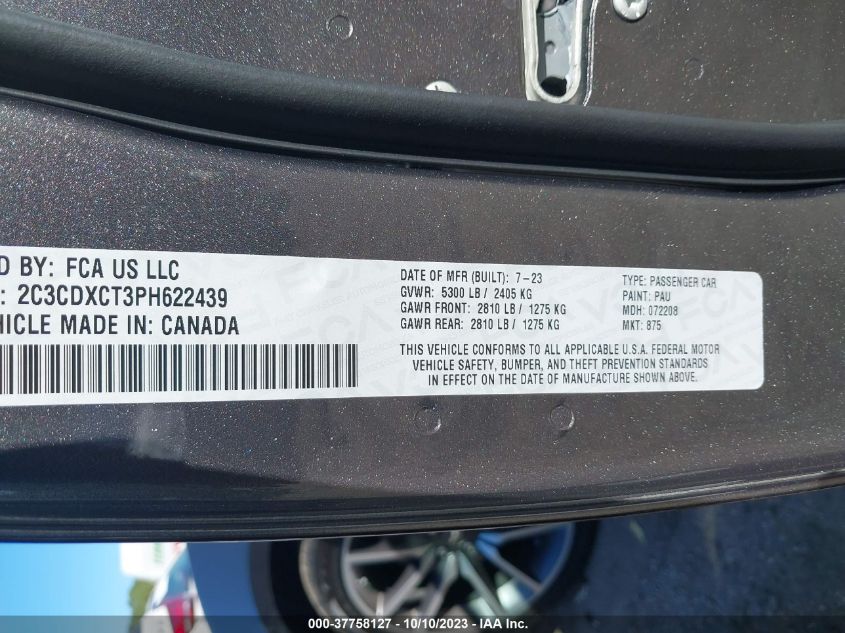 D BY: FCA US LLC
: 2C3CDXCT3PH622439
EHICLE MADE IN: CANADA
DATE OF MFR (BUILT): 7-23
GVWR: 5300 LB / 2405 KG
GAWR FRONT: 2810 LB / 1275 KG
GAWR REAR: 2810 LB / 1275 KG
TYPE: PASSENGER CAR
PAINT: PAU
MDH: 072208
MKT: 875
THIS VEHICLE CONFORMS TO ALL APPLICABLE U.S.A. FEDERAL MOTOR
VEHICLE SAFETY, BUMPER, AND THEFT PREVENTION STANDARDS
IN EFFECT ON THE DATE OF MANUFACTURE SHOWN ABOVE.
000-37758127 - 10/10/2023 - IAA Inc.